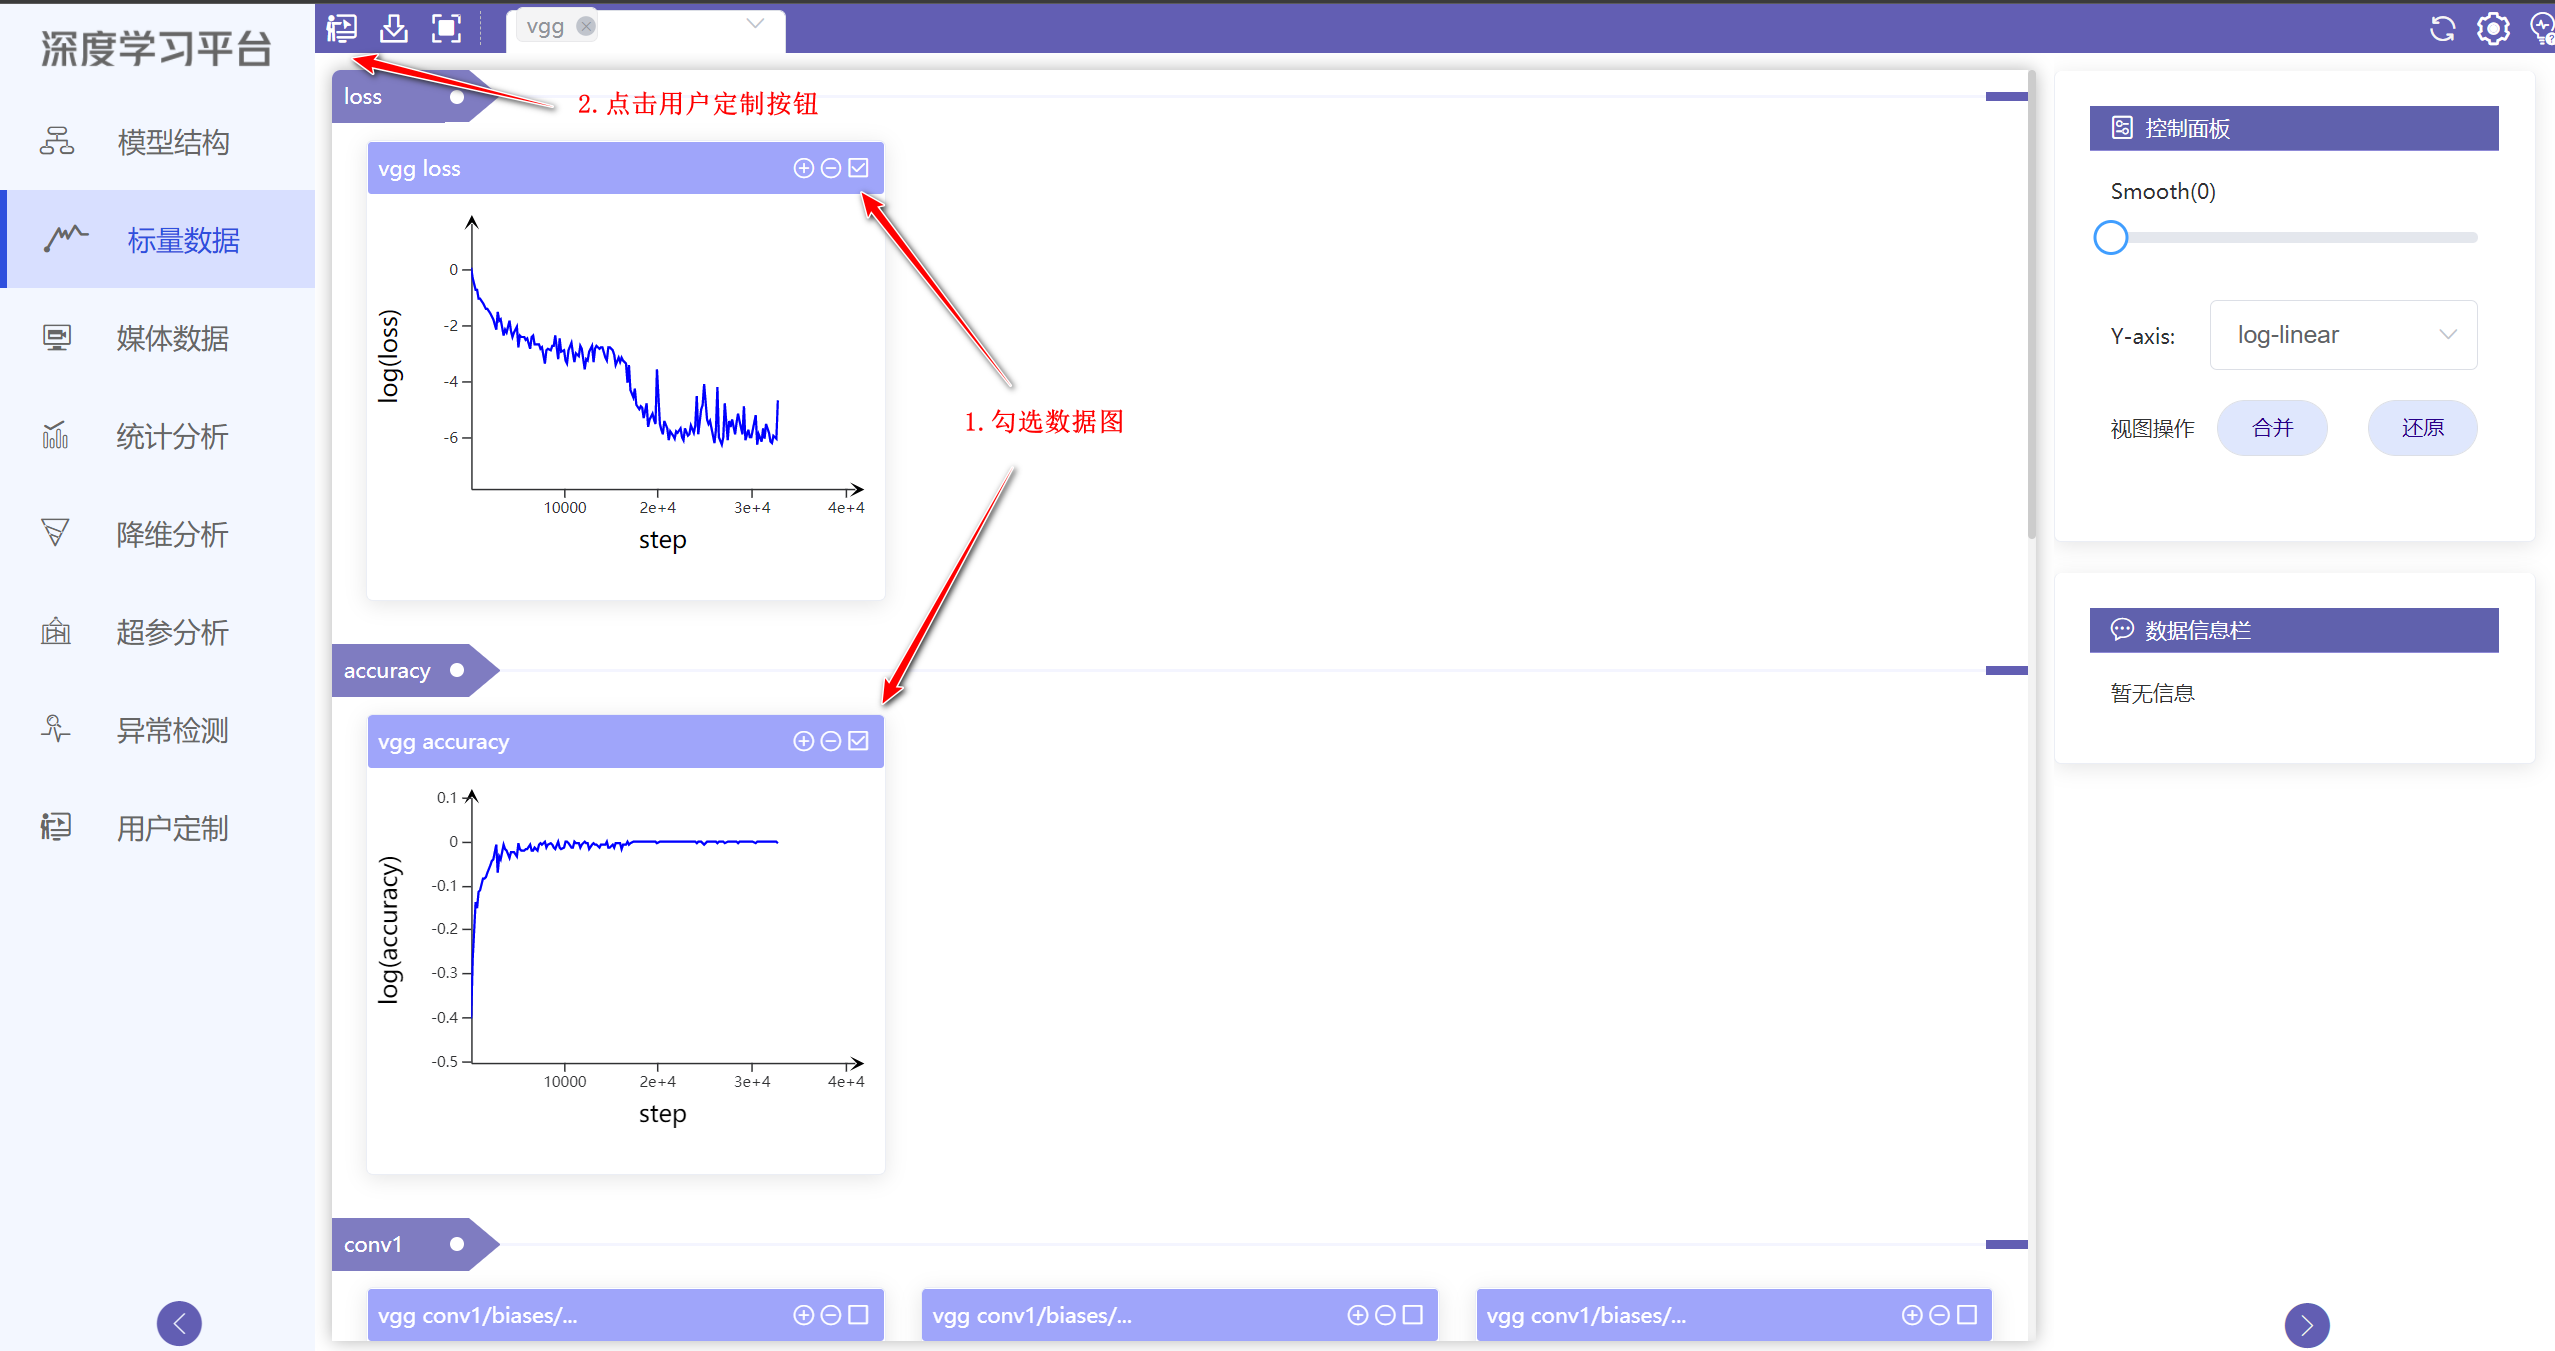 深度学习平台
模型结构
标量数据
媒体数据
统计分析
降维分析
超参分析
异常检测
用户定制
vgg
loss
2. 点击用户定制按钮
vgg loss
0
-2
-4
-6
log(loss)
10000 2e+4 3e+4 4e+4
step
1. 勾选数据图
accuracy
vgg accuracy
0.1
0
-0.1
-0.2
-0.3
-0.4
-0.5
log(accuracy)
10000 2e+4 3e+4 4e+4
step
conv1
vgg conv1/biases/... vgg conv1/biases/... vgg conv1/biases/...
控制面板
Smooth(0)
Y-axis: log-linear
视图操作 合并 还原
数据信息栏
暂无信息